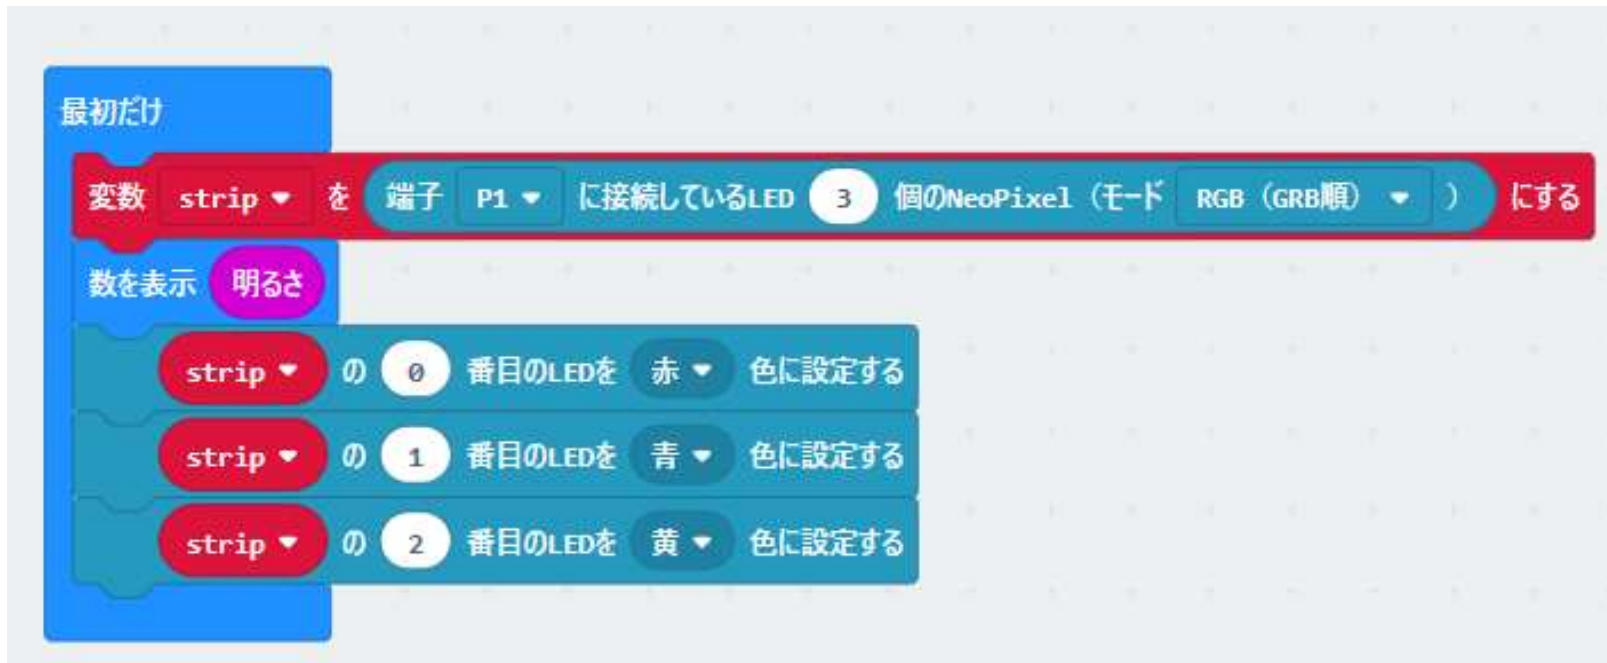 最初だけ
変数 strip を 端子 P1 に接続しているLED 3 個のNeoPixel（モード RGB（GRB順） ） にする
数を表示 明るさ
strip の 0 番目のLEDを 赤 色に設定する
strip の 1 番目のLEDを 青 色に設定する
strip の 2 番目のLEDを 黄 色に設定する